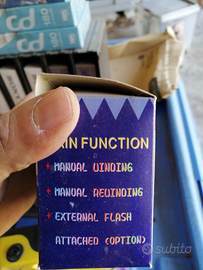 AIN FUNCTION
MANUAL WINDING
MANUAL REWINDING
EXTERNAL FLASH
ATTACHED (OPTION)
subito